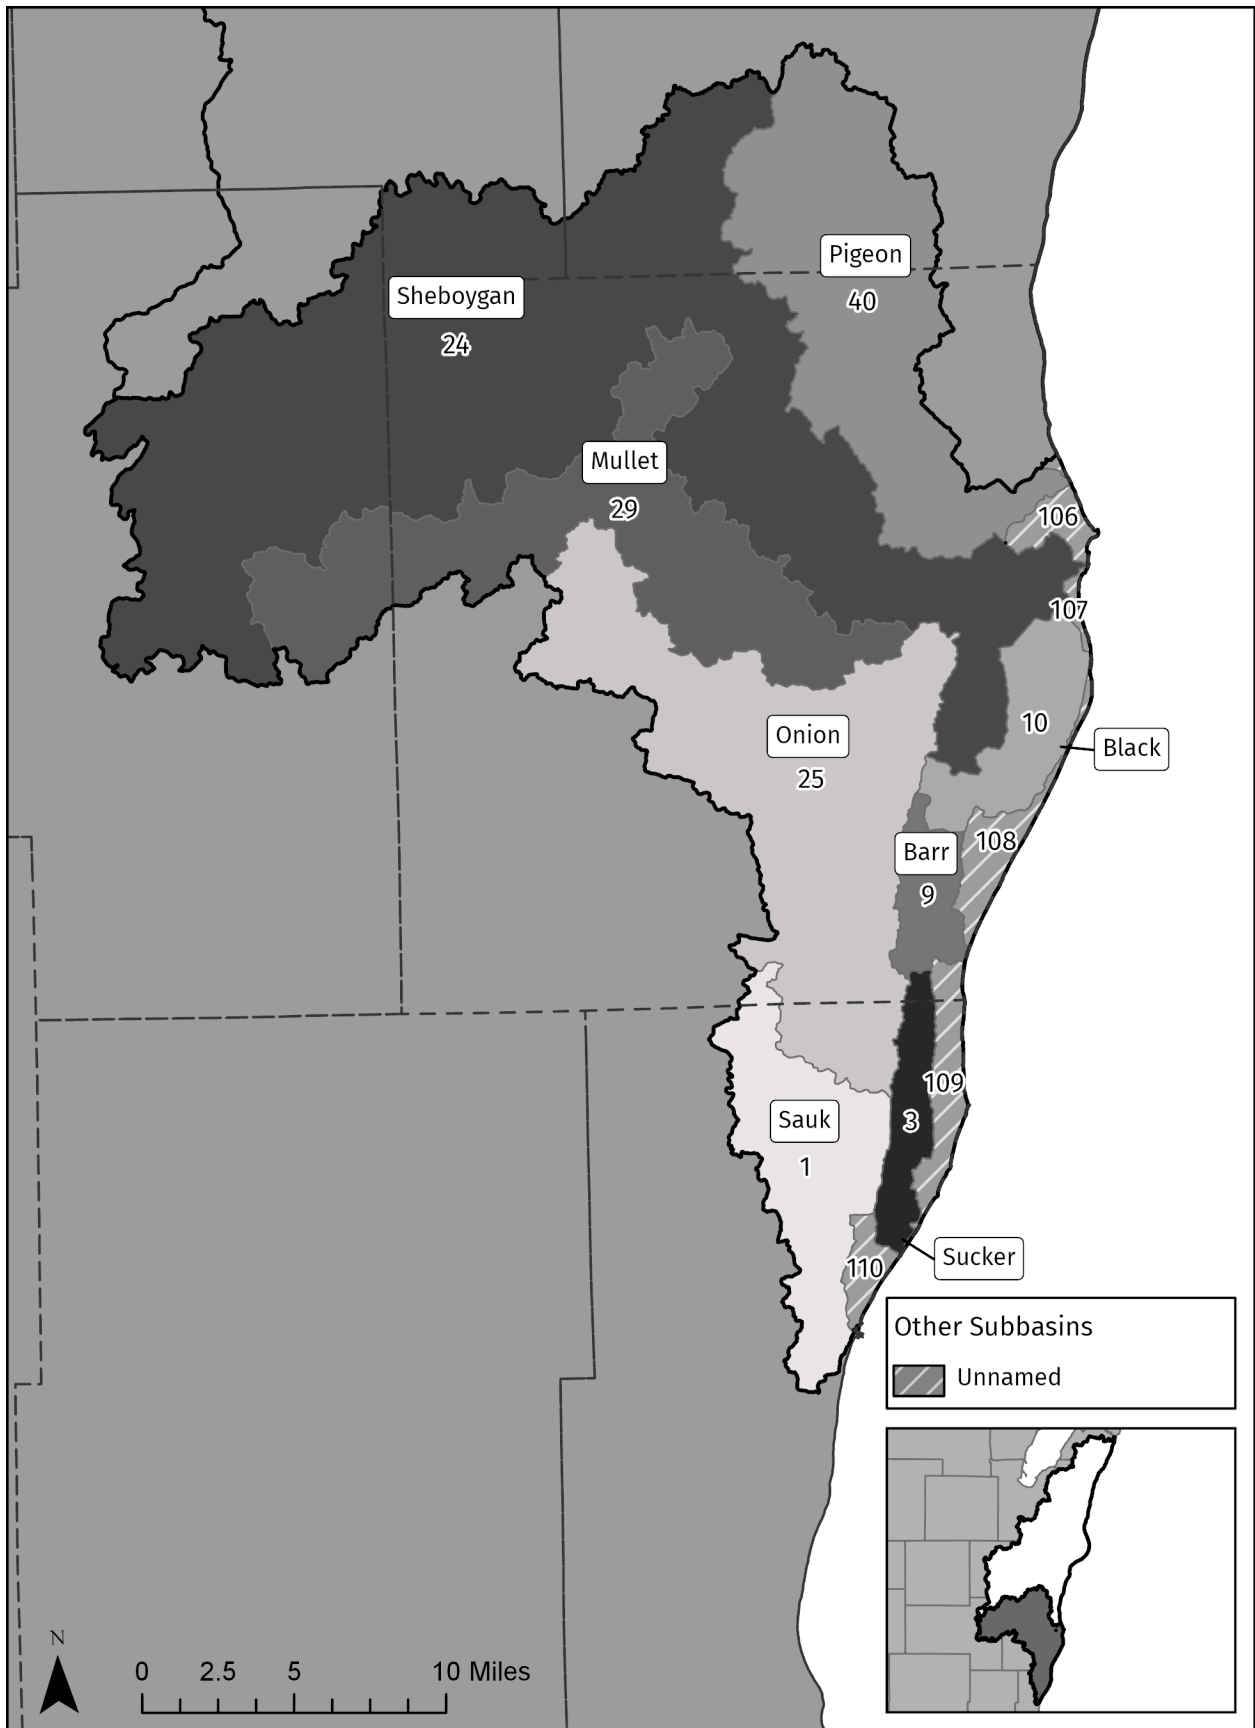 Pigeon
40
Sheboygan
24
Mullet
29
106
107
10
Black
Onion
25
108
Barr
9
109
3
Sauk
1
Sucker
110
Other Subbasins
Unnamed
N
0 2.5 5 10 Miles